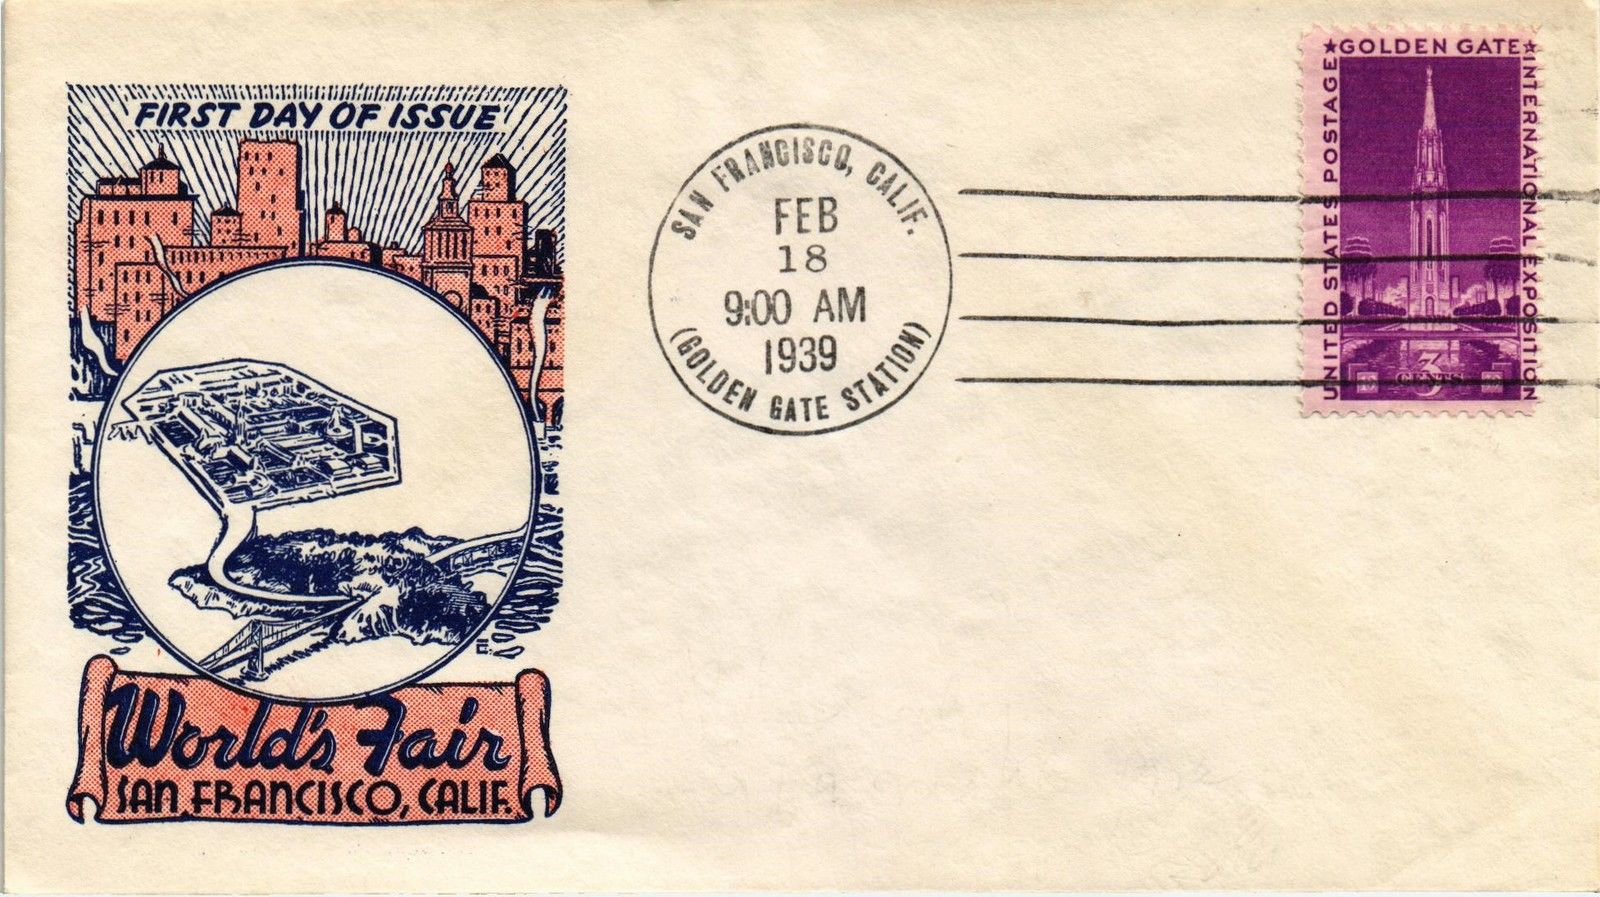 FIRST DAY OF ISSUE
World's Fair
SAN FRANCISCO, CALIF.
SAN FRANCISCO, CALIF.
FEB
18
9:00 AM
1939
(GOLDEN GATE STATION)
GOLDEN GATE
UNITED STATES POSTAGE
INTERNATIONAL EXPOSITION
3
CENTS